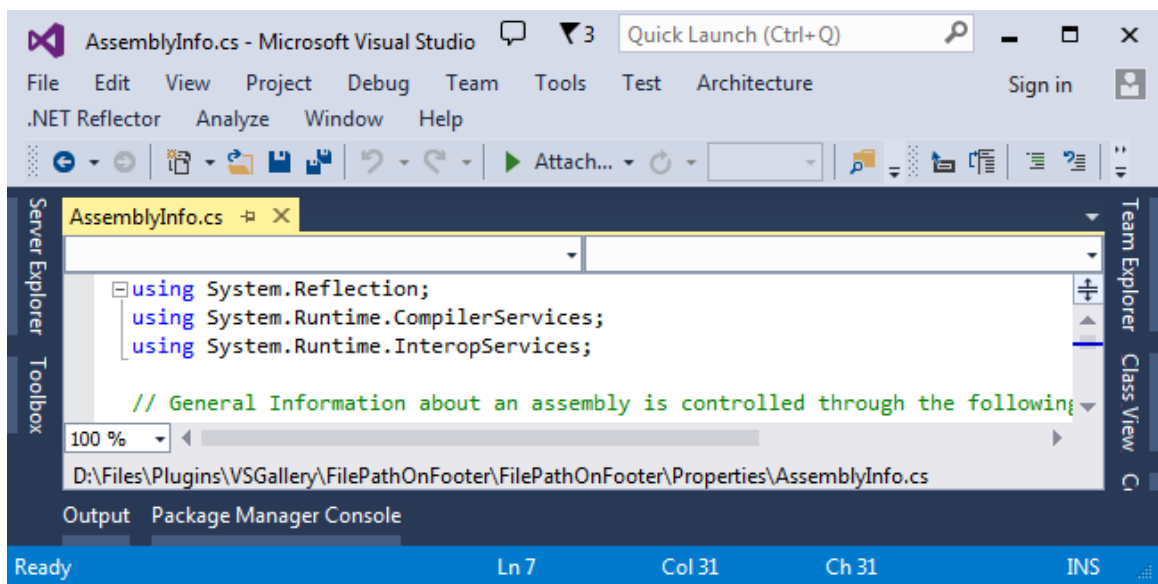 AssemblyInfo.cs - Microsoft Visual Studio 3 Quick Launch (Ctrl+Q)
File Edit View Project Debug Team Tools Test Architecture Sign in
.NET Reflector Analyze Window Help
Attach...
Server Explorer
Toolbox
AssemblyInfo.cs
using System.Reflection;
using System.Runtime.CompilerServices;
using System.Runtime.InteropServices;
// General Information about an assembly is controlled through the following
100 %
D:\Files\Plugins\VSGallery\FilePathOnFooter\FilePathOnFooter\Properties\AssemblyInfo.cs
Team Explorer
Class View
Output Package Manager Console
Ready Ln 7 Col 31 Ch 31 INS